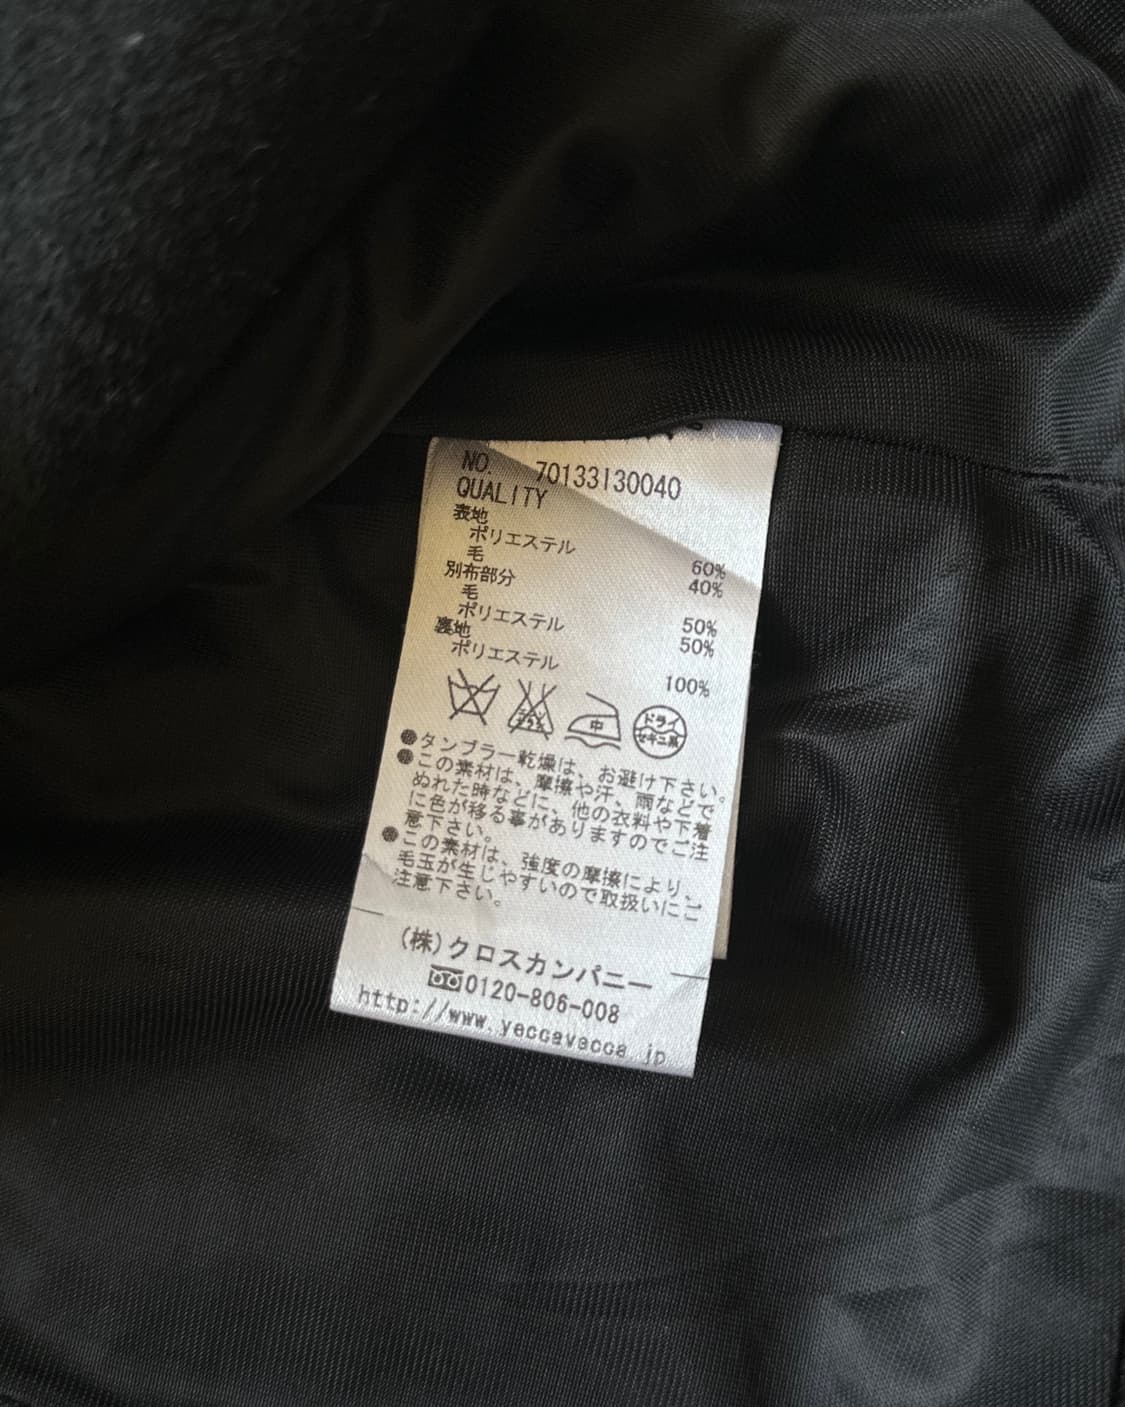 NO. 70133130040
QUALITY
表地
ポリエステル 60%
毛 40%
別布部分
毛 50%
ポリエステル 50%
裏地
ポリエステル 100%
エンソ サラシ 中 ドライ セキユ系
●タンブラー乾燥は、お避け下さい。
●この素材は、摩擦や汗、雨などで
ぬれた時などに、他の衣料や下着
に色が移る事がありますのでご注
意下さい。
●この素材は、強度の摩擦により、
毛玉が生じやすいので取扱いにご
注意下さい。
(株)クロスカンパニー
0120-806-008
http://www.yeccavecca.jp